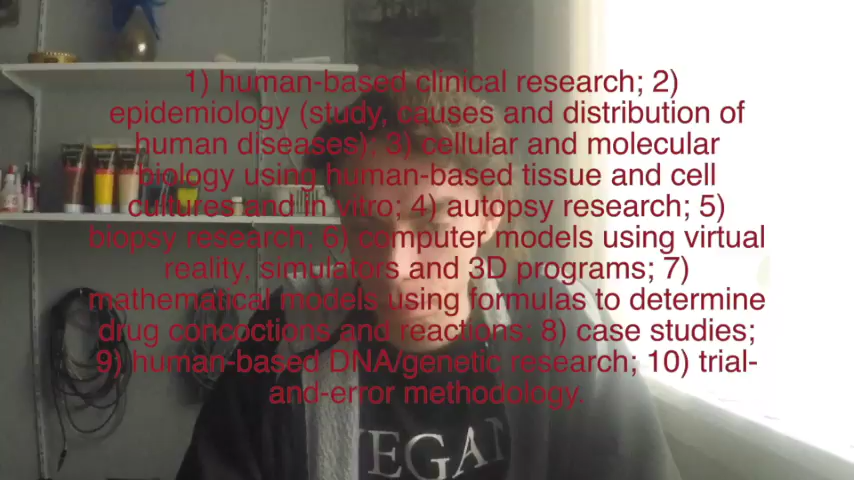 1) human-based clinical research; 2)
epidemiology (study, causes and distribution of
human diseases); 3) cellular and molecular
biology using human-based tissue and cell
cultures and in vitro; 4) autopsy research; 5)
biopsy research; 6) computer models using virtual
reality, simulators and 3D programs; 7)
mathematical models using formulas to determine
drug concoctions and reactions; 8) case studies;
9) human-based DNA/genetic research; 10) trial-
and-error methodology.
VEGAN